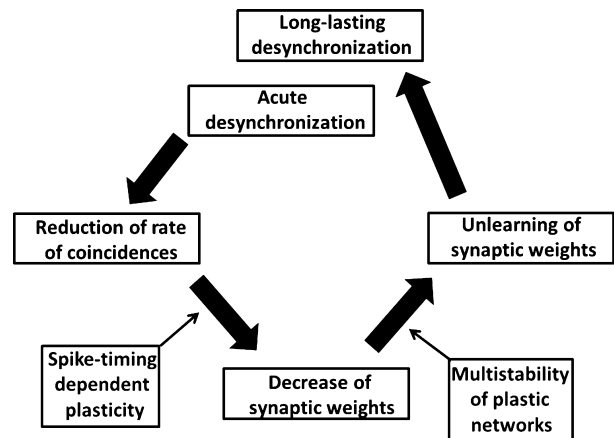 Long-lasting
desynchronization
Acute
desynchronization
Reduction of rate
of coincidences
Unlearning of
synaptic weights
Spike-timing
dependent
plasticity
Decrease of
synaptic weights
Multistability
of plastic
networks